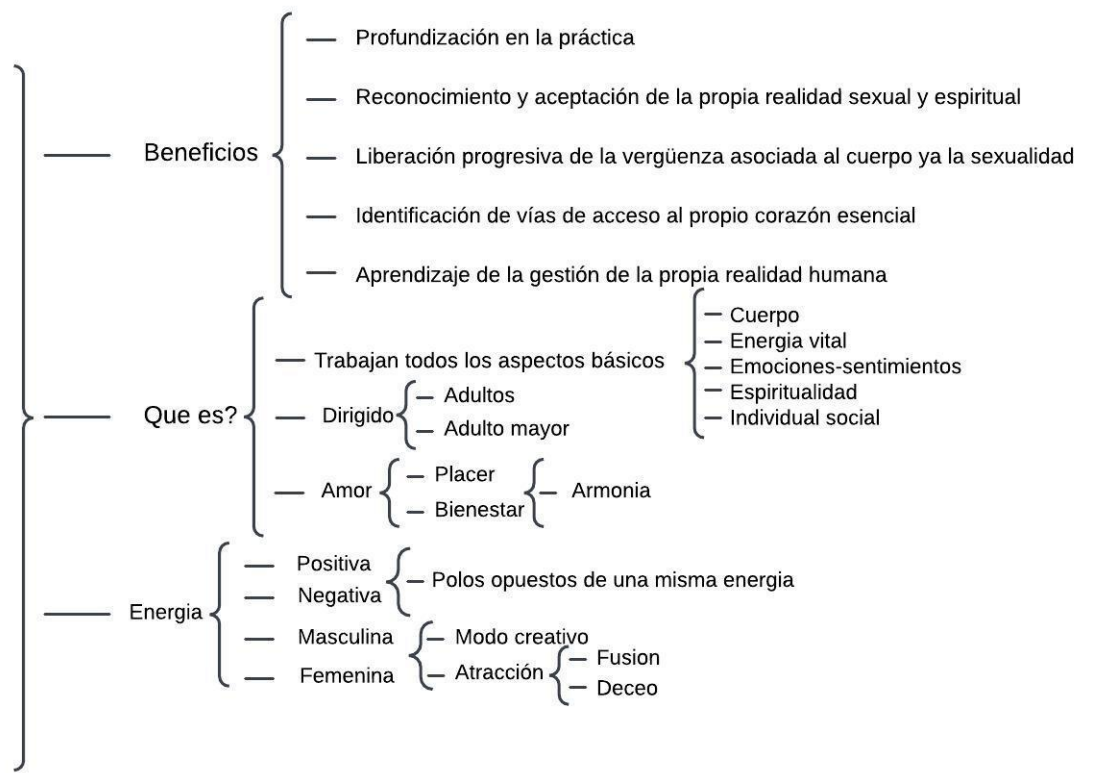 Beneficios
Profundización en la práctica
Reconocimiento y aceptación de la propia realidad sexual y espiritual
Liberación progresiva de la vergüenza asociada al cuerpo ya la sexualidad
Identificación de vías de acceso al propio corazón esencial
Aprendizaje de la gestión de la propia realidad humana
Que es?
Trabajan todos los aspectos básicos
Cuerpo
Energia vital
Emociones-sentimientos
Espiritualidad
Individual social
Dirigido
Adultos
Adulto mayor
Amor
Placer
Bienestar
Armonia
Energia
Positiva
Negativa
Polos opuestos de una misma energia
Masculina
Femenina
Modo creativo
Atracción
Fusion
Deceo